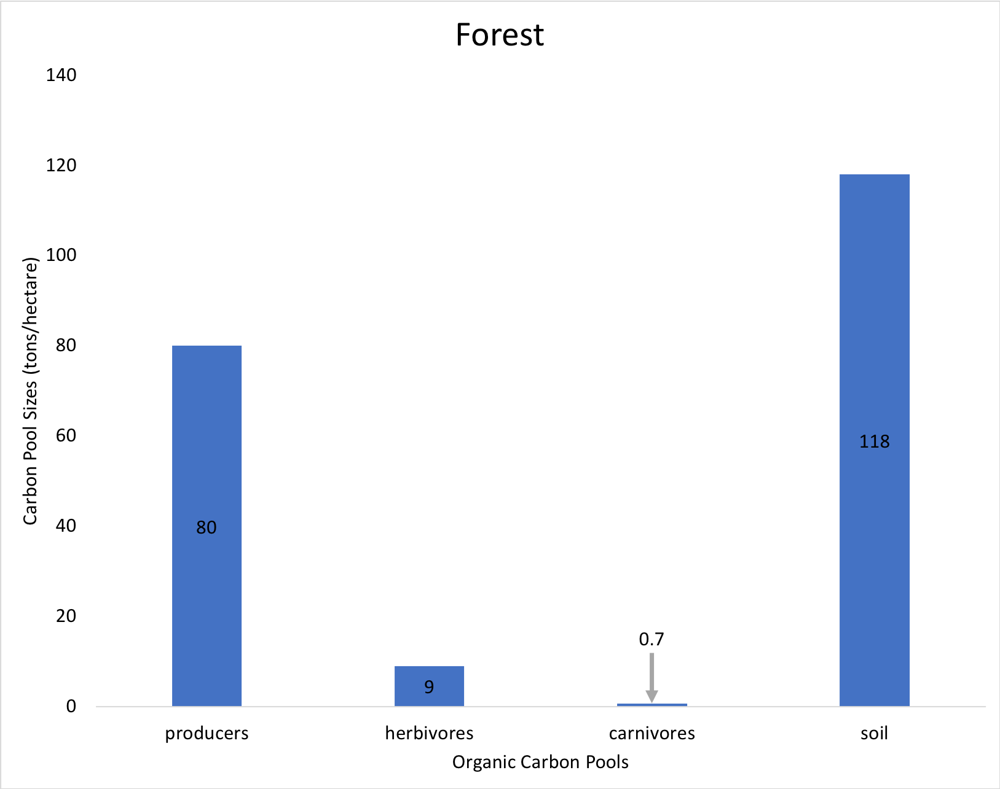 Forest
140
120
100
80
60
40
20
0
Carbon Pool Sizes (tons/hectare)
80
9
0.7
118
producers
herbivores
carnivores
soil
Organic Carbon Pools